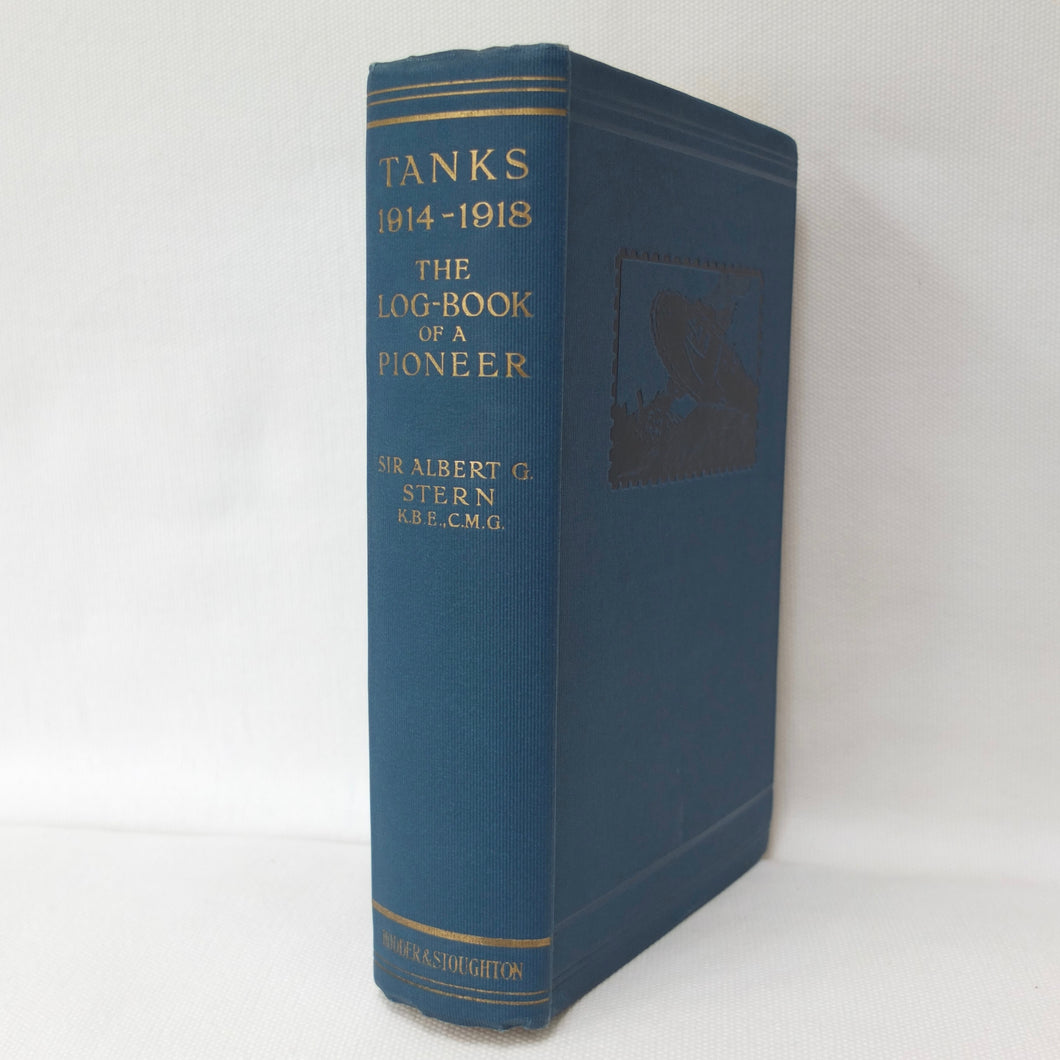 TANKS
1914-1918
THE
LOG-BOOK
OF A
PIONEER
SIR ALBERT G.
STERN
K.B.E., C.M.G.
HODDER & STOUGHTON